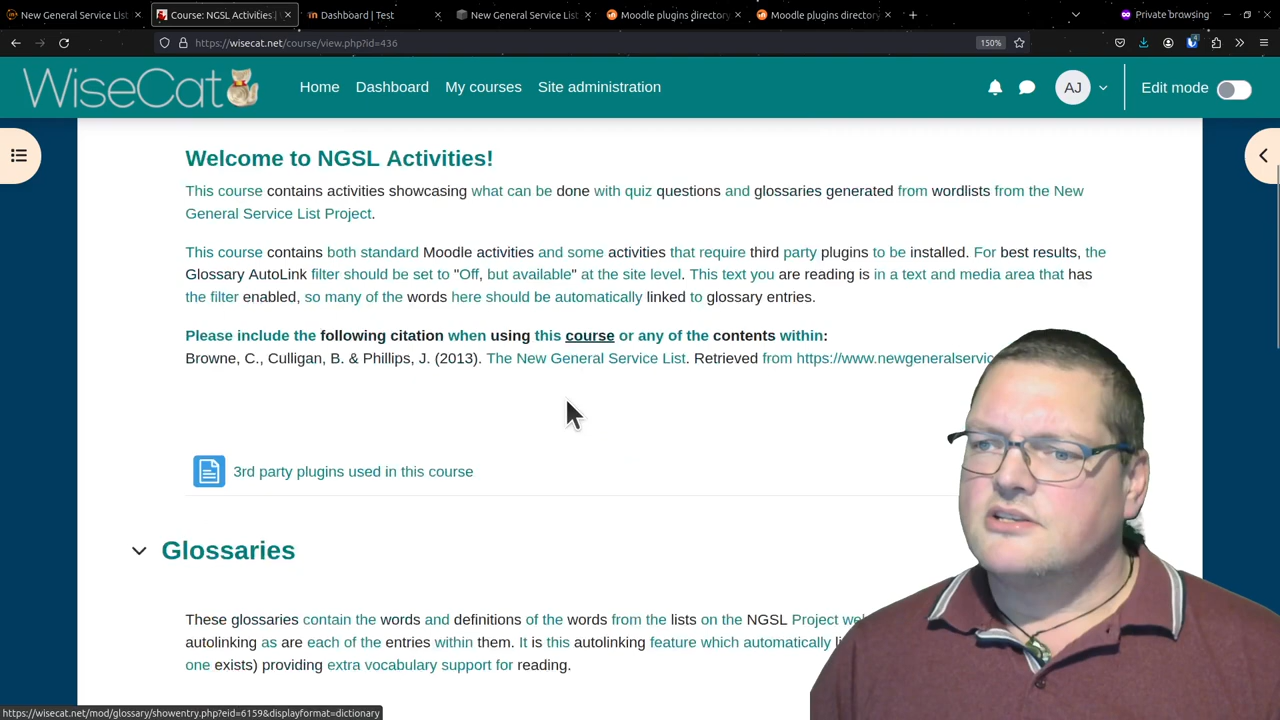 New General Service List
Course: NGSL Activities
Dashboard | Test
New General Service List
Moodle plugins directory
Moodle plugins directory
Private browsing
https://wisecat.net/course/view.php?id=436
150%
4
WiseCat
Home
Dashboard
My courses
Site administration
AJ
Edit mode
Welcome to NGSL Activities!
This course contains activities showcasing what can be done with quiz questions and glossaries generated from wordlists from the New
General Service List Project.
This course contains both standard Moodle activities and some activities that require third party plugins to be installed. For best results, the
Glossary AutoLink filter should be set to "Off, but available" at the site level. This text you are reading is in a text and media area that has
the filter enabled, so many of the words here should be automatically linked to glossary entries.
Please include the following citation when using this course or any of the contents within:
Browne, C., Culligan, B. & Phillips, J. (2013). The New General Service List. Retrieved from https://www.newgeneralservic
3rd party plugins used in this course
Glossaries
These glossaries contain the words and definitions of the words from the lists on the NGSL Project
autolinking as are each of the entries within them. It is this autolinking feature which automatically
one exists) providing extra vocabulary support for reading.
https://wisecat.net/mod/glossary/showentry.php?eid=6159&displayformat=dictionary